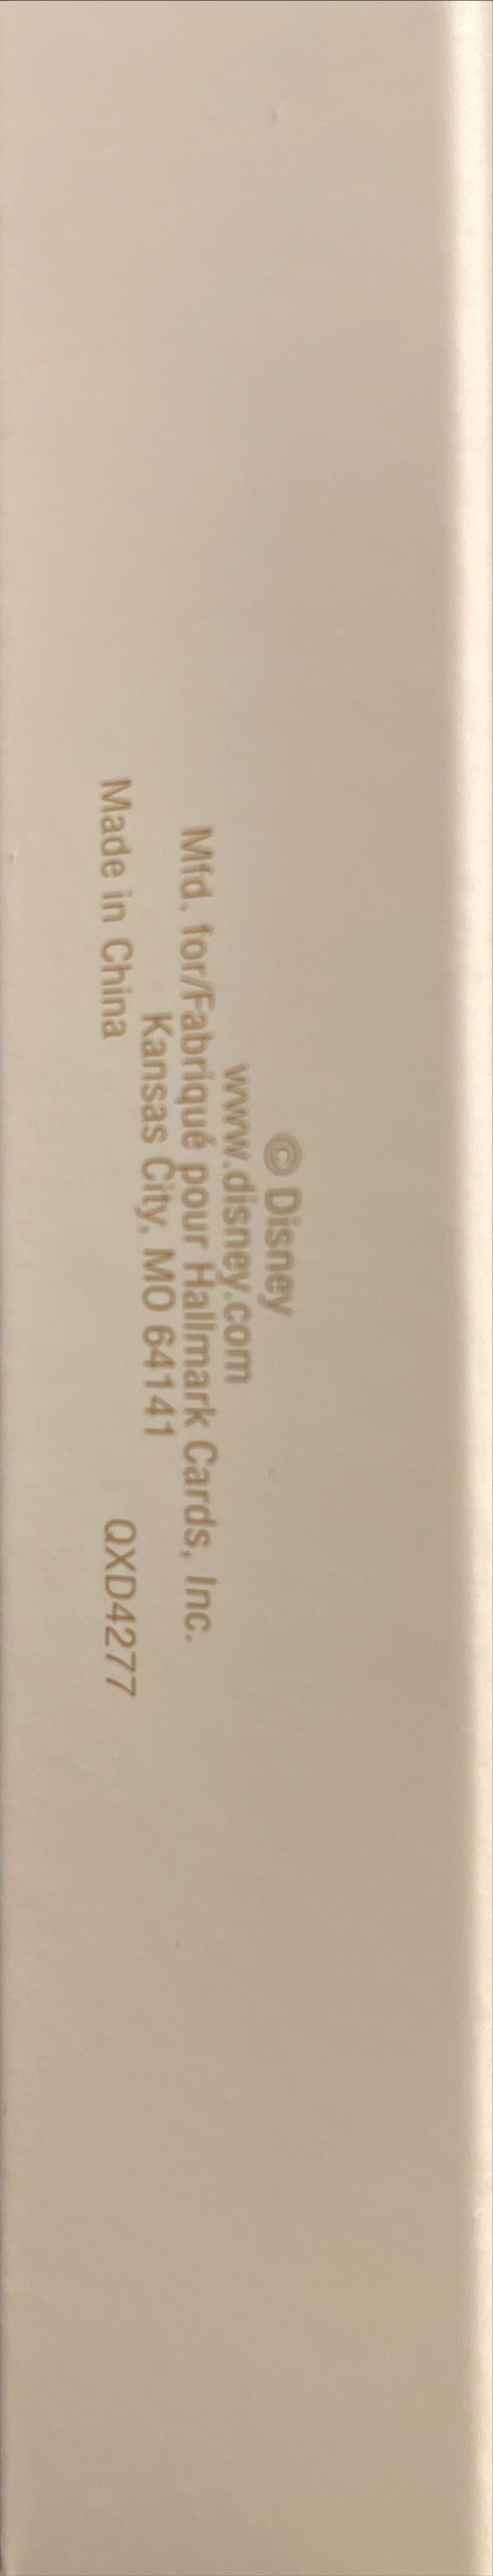 © Disney
www.disney.com
Mfd. for/Fabriqué pour Hallmark Cards, Inc.
Kansas City, MO 64141
Made in China QXD4277